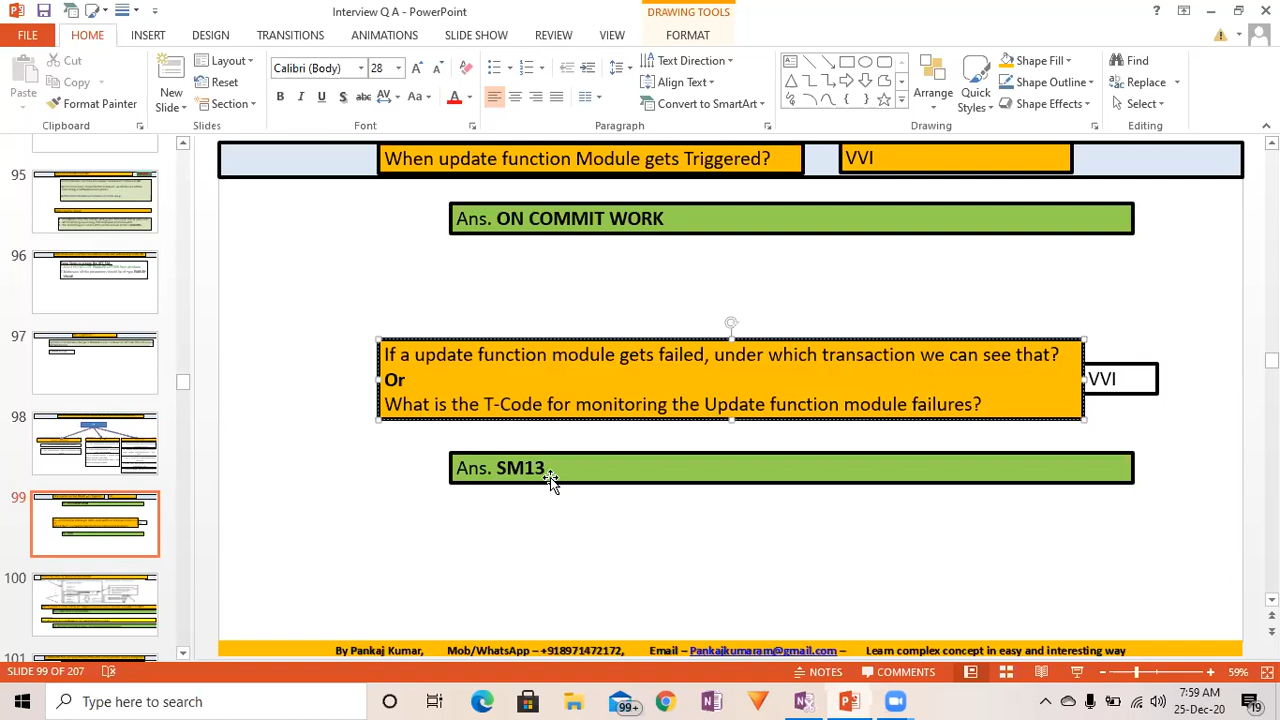 Interview Q A - PowerPoint
DRAWING TOOLS
FILE
HOME
INSERT
DESIGN
TRANSITIONS
ANIMATIONS
SLIDE SHOW
REVIEW
VIEW
FORMAT
Paste
Cut
Copy
Format Painter
Clipboard
New Slide
Layout
Reset
Section
Slides
Calibri (Body)
28
B I U S abc AV Aa A
Font
Text Direction
Align Text
Convert to SmartArt
Paragraph
Arrange
Quick Styles
Shape Fill
Shape Outline
Shape Effects
Drawing
Find
Replace
Select
Editing
95
96
97
98
99
100
101
When update function Module gets Triggered?
VVI
Ans. ON COMMIT WORK
If a update function module gets failed, under which transaction we can see that?
Or
What is the T-Code for monitoring the Update function module failures?
VVI
Ans. SM13
By Pankaj Kumar, Mob/WhatsApp – +918971472172, Email – Pankajkumaram@gmail.com – Learn complex concept in easy and interesting way
SLIDE 99 OF 207
NOTES
COMMENTS
59%
Type here to search
99+
7:59 AM
25-Dec-20
19